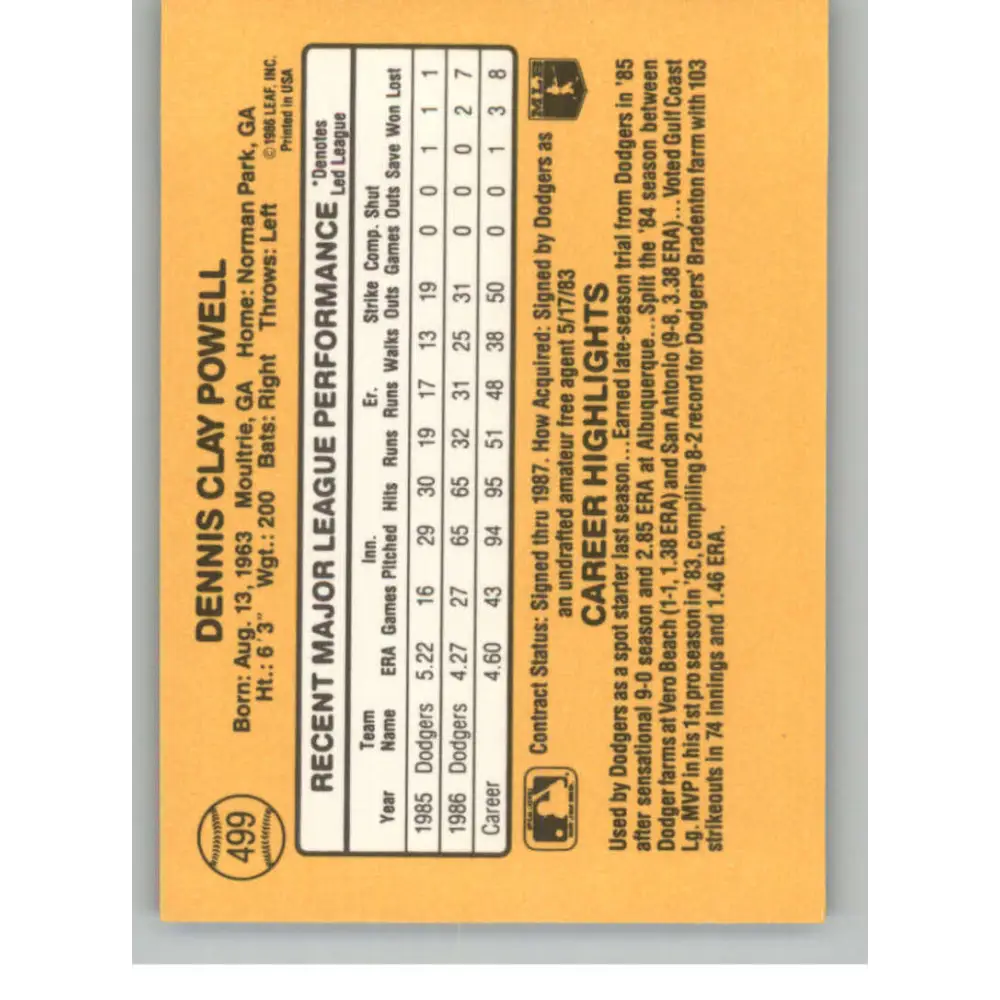 499
DENNIS CLAY POWELL
Born: Aug. 13, 1963 Moultrie, GA Home: Norman Park, GA
Ht.: 6'3" Wgt.: 200 Bats: Right Throws: Left
© 1986 LEAF, INC.
Printed in USA
RECENT MAJOR LEAGUE PERFORMANCE
*Denotes
Led League
Team Inn. Er. Strike Comp. Shut
Year Name ERA Games Pitched Hits Runs Runs Walks Outs Games Outs Save Won Lost
1985 Dodgers 5.22 16 29 30 19 17 13 19 0 0 1 1 1
1986 Dodgers 4.27 27 65 65 32 31 25 31 0 0 0 2 7
Career 4.60 43 94 95 51 48 38 50 0 0 1 3 8
Contract Status: Signed thru 1987. How Acquired: Signed by Dodgers as
an undrafted amateur free agent 5/17/83
MLB
CAREER HIGHLIGHTS
Used by Dodgers as a spot starter last season...Earned late-season trial from Dodgers in '85
after sensational 9-0 season and 2.85 ERA at Albuquerque...Split the '84 season between
Dodger farms at Vero Beach (1-1, 1.38 ERA) and San Antonio (9-8, 3.38 ERA)...Voted Gulf Coast
Lg. MVP in his 1st pro season in '83, compiling 8-2 record for Dodgers' Bradenton farm with 103
strikeouts in 74 innings and 1.46 ERA.